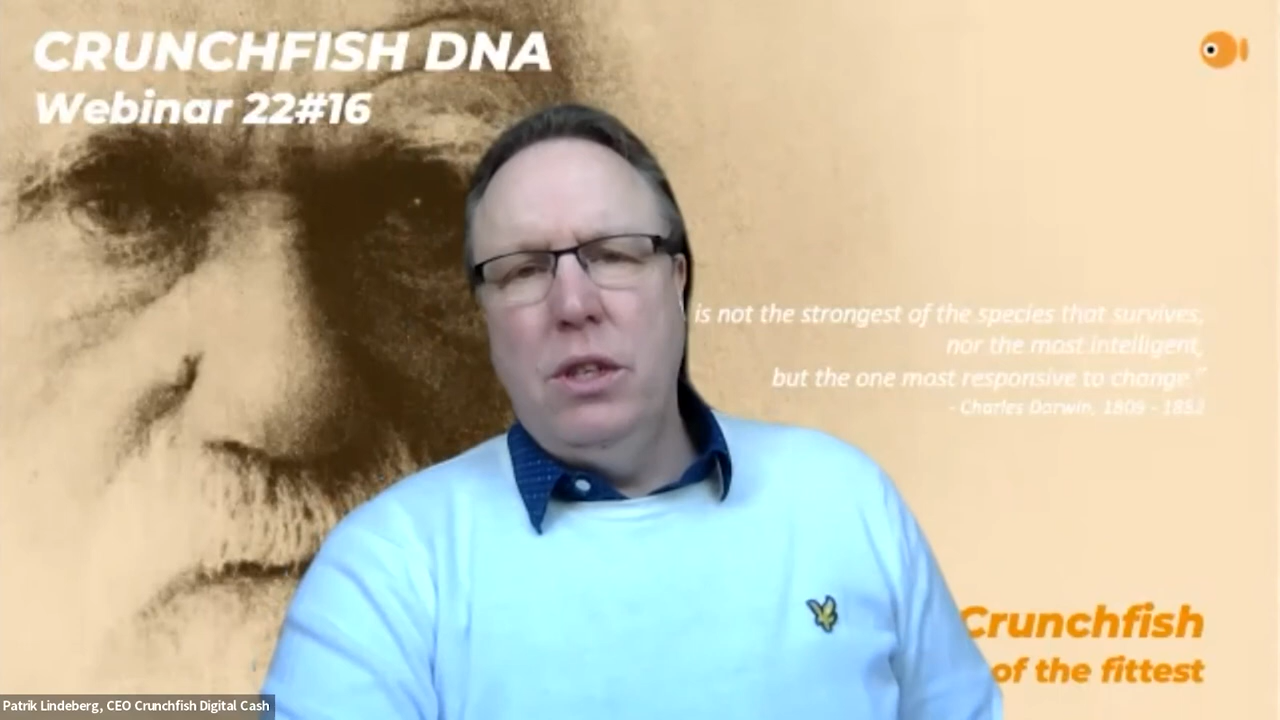 CRUNCHFISH DNA
Webinar 22#16
is not the strongest of the species that survives,
nor the most intelligent,
but the one most responsive to change."
- Charles Darwin, 1809 - 1882
Crunchfish
of the fittest
Patrik Lindeberg, CEO Crunchfish Digital Cash